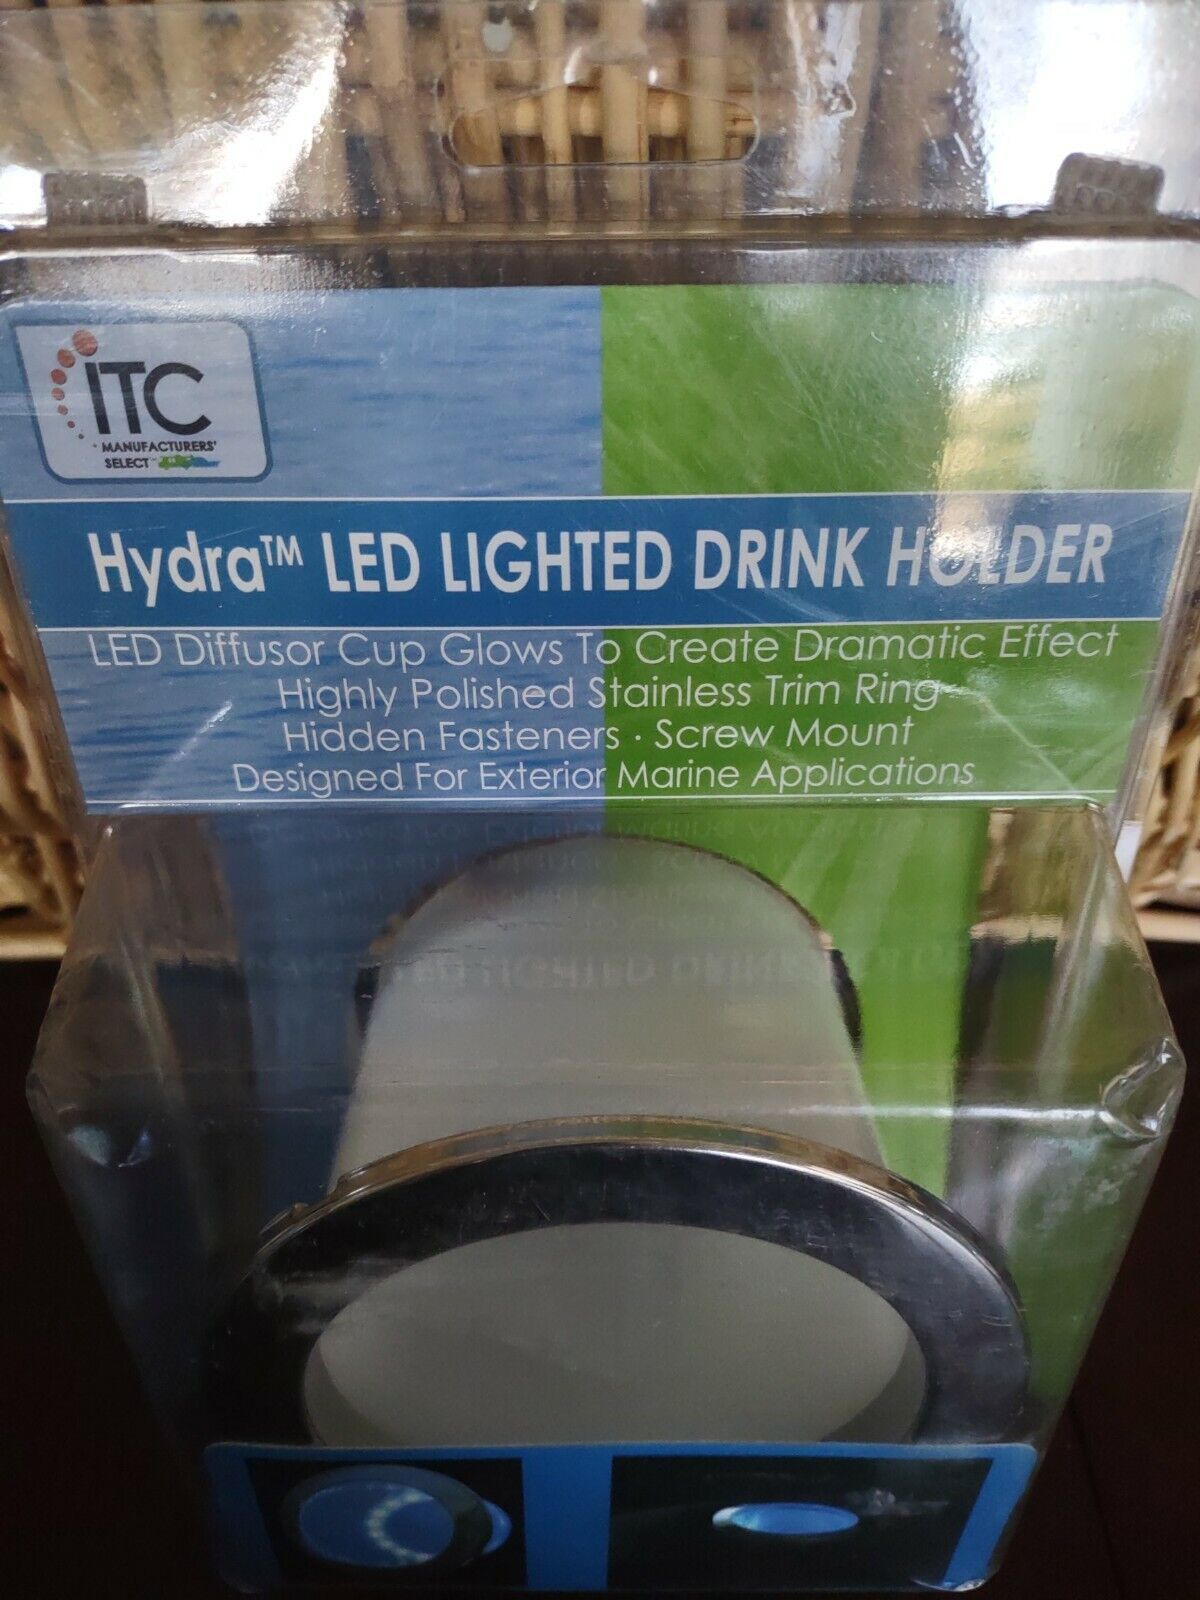 iTC
MANUFACTURERS'
SELECT™
Hydra™ LED LIGHTED DRINK HOLDER
LED Diffusor Cup Glows To Create Dramatic Effect
Highly Polished Stainless Trim Ring
Hidden Fasteners · Screw Mount
Designed For Exterior Marine Applications